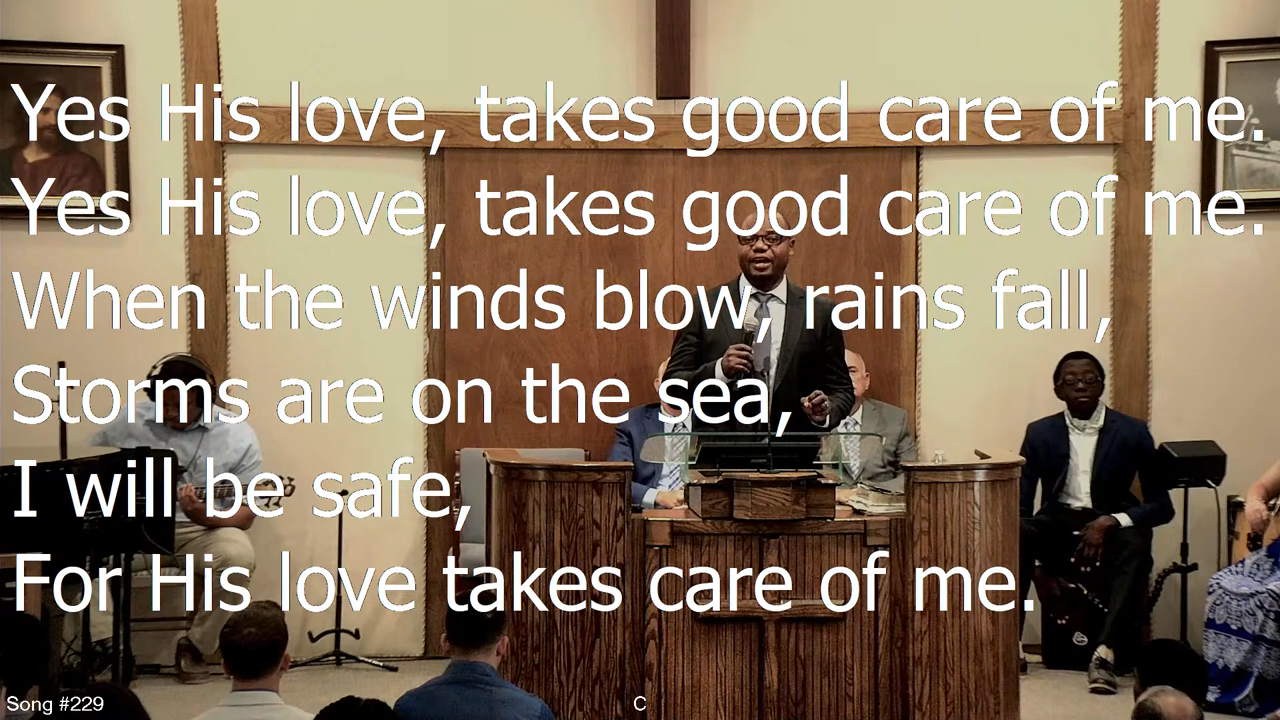 Yes His love, takes good care of me.
Yes His love, takes good care of me.
When the winds blow, rains fall,
Storms are on the sea,
I will be safe,
For His love takes care of me.
Song #229
C